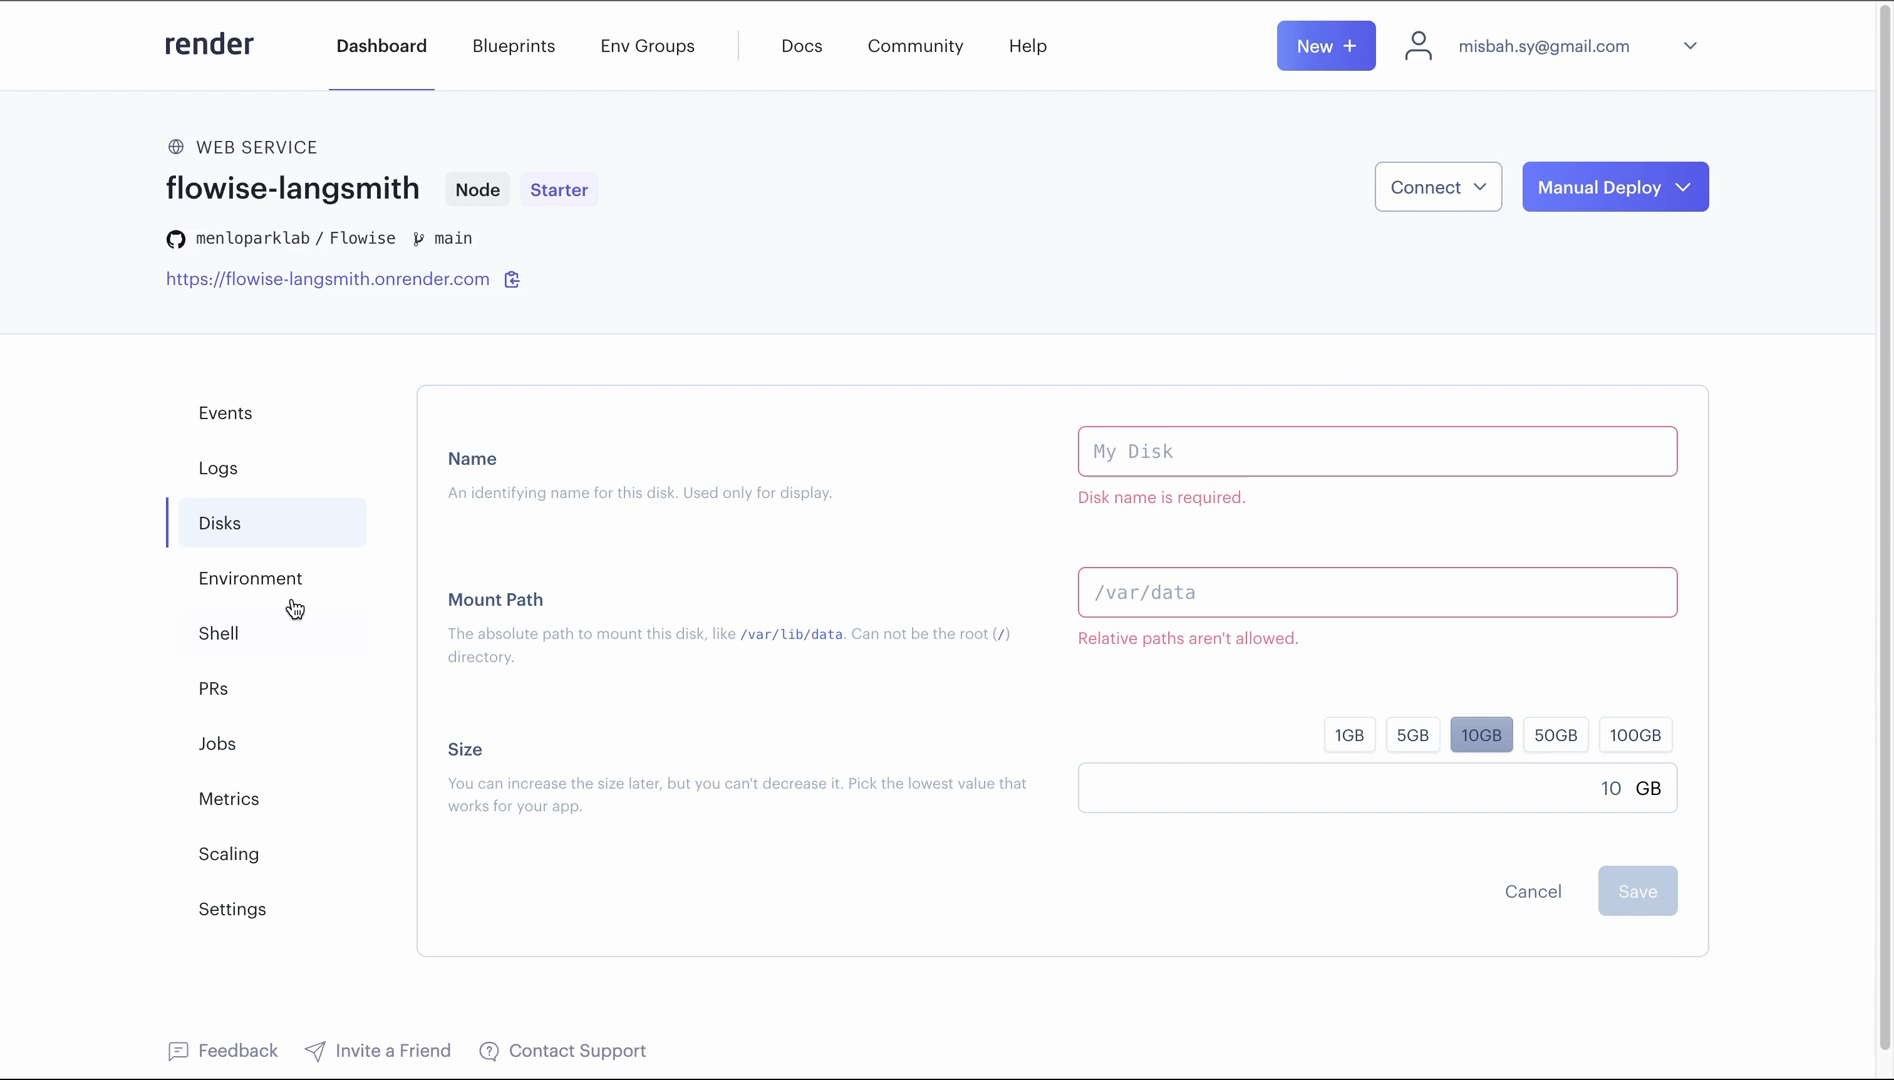 render
Dashboard
Blueprints
Env Groups
Docs
Community
Help
New +
misbah.sy@gmail.com
WEB SERVICE
flowise-langsmith
Node
Starter
Connect
Manual Deploy
menloparklab / Flowise
main
https://flowise-langsmith.onrender.com
Events
Logs
Disks
Environment
Shell
PRs
Jobs
Metrics
Scaling
Settings
Name
An identifying name for this disk. Used only for display.
My Disk
Disk name is required.
Mount Path
The absolute path to mount this disk, like /var/lib/data. Can not be the root (/)
directory.
/var/data
Relative paths aren't allowed.
Size
You can increase the size later, but you can't decrease it. Pick the lowest value that
works for your app.
1GB
5GB
10GB
50GB
100GB
10 GB
Cancel
Save
Feedback
Invite a Friend
Contact Support